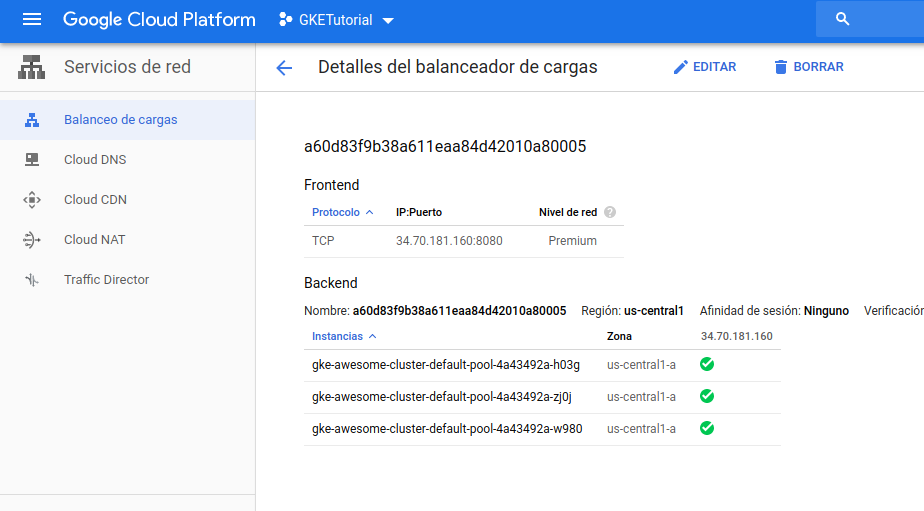 Google Cloud Platform GKETutorial
Servicios de red
Detalles del balanceador de cargas EDITAR BORRAR
Balanceo de cargas
Cloud DNS
Cloud CDN
Cloud NAT
Traffic Director
a60d83f9b38a611eaa84d42010a80005
Frontend
Protocolo IP:Puerto Nivel de red ?
TCP 34.70.181.160:8080 Premium
Backend
Nombre: a60d83f9b38a611eaa84d42010a80005 Región: us-central1 Afinidad de sesión: Ninguno Verificación
Instancias Zona 34.70.181.160
gke-awesome-cluster-default-pool-4a43492a-h03g us-central1-a
gke-awesome-cluster-default-pool-4a43492a-zj0j us-central1-a
gke-awesome-cluster-default-pool-4a43492a-w980 us-central1-a